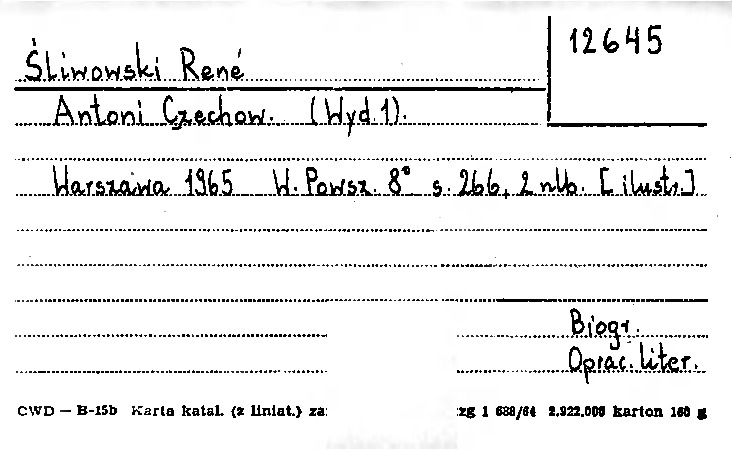 12645
Śliwowski René
Antoni Czechow. (Wyd.1).
Warszawa 1965 W. Powsz. 8° s. 266, 2 nlb. [ilustr.]
Biogr.
Oprac. liter.
CWD — B-15b Karta katal. (z liniat.) za: zg 1 688/64 2.922.000 karton 160 g